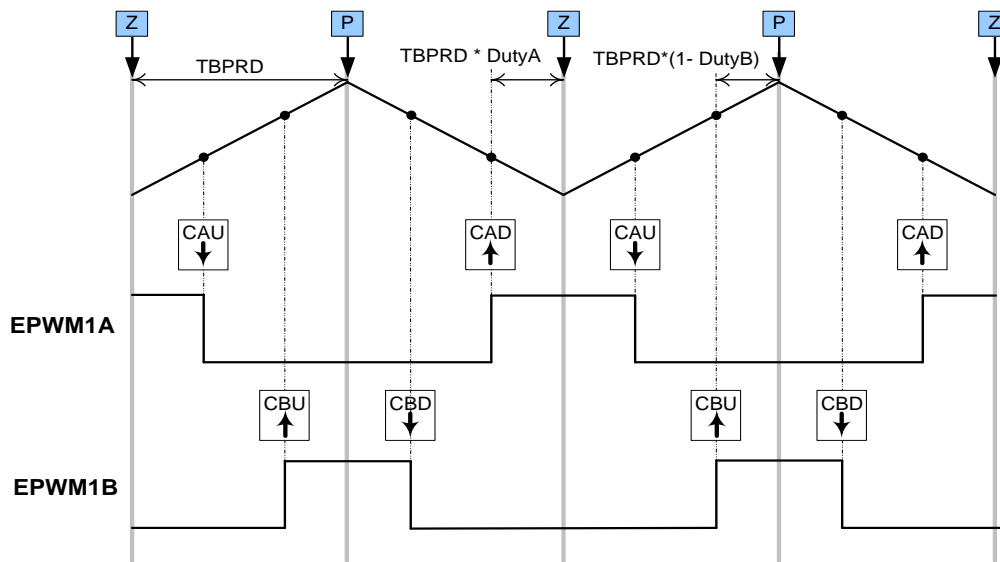 Z P Z P Z
TBPRD TBPRD * DutyA TBPRD*(1- DutyB)
CAU CAD CAU CAD
EPWM1A
CBU CBD CBU CBD
EPWM1B